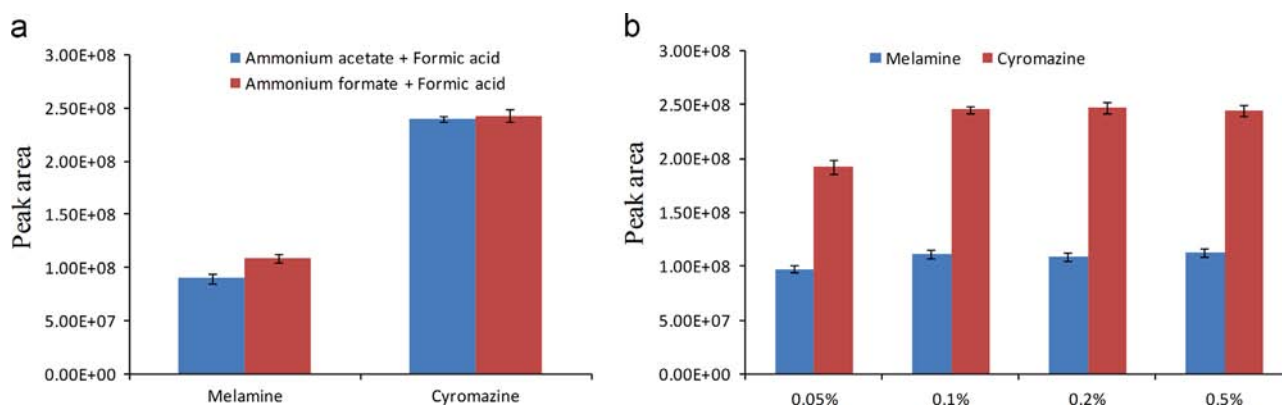 a
3.00E+08
2.50E+08
2.00E+08
1.50E+08
1.00E+08
5.00E+07
0.00E+00
Peak area
Ammonium acetate + Formic acid
Ammonium formate + Formic acid
Melamine Cyromazine
b
3.00E+08
2.50E+08
2.00E+08
1.50E+08
1.00E+08
5.00E+07
0.00E+00
Peak area
Melamine Cyromazine
0.05% 0.1% 0.2% 0.5%